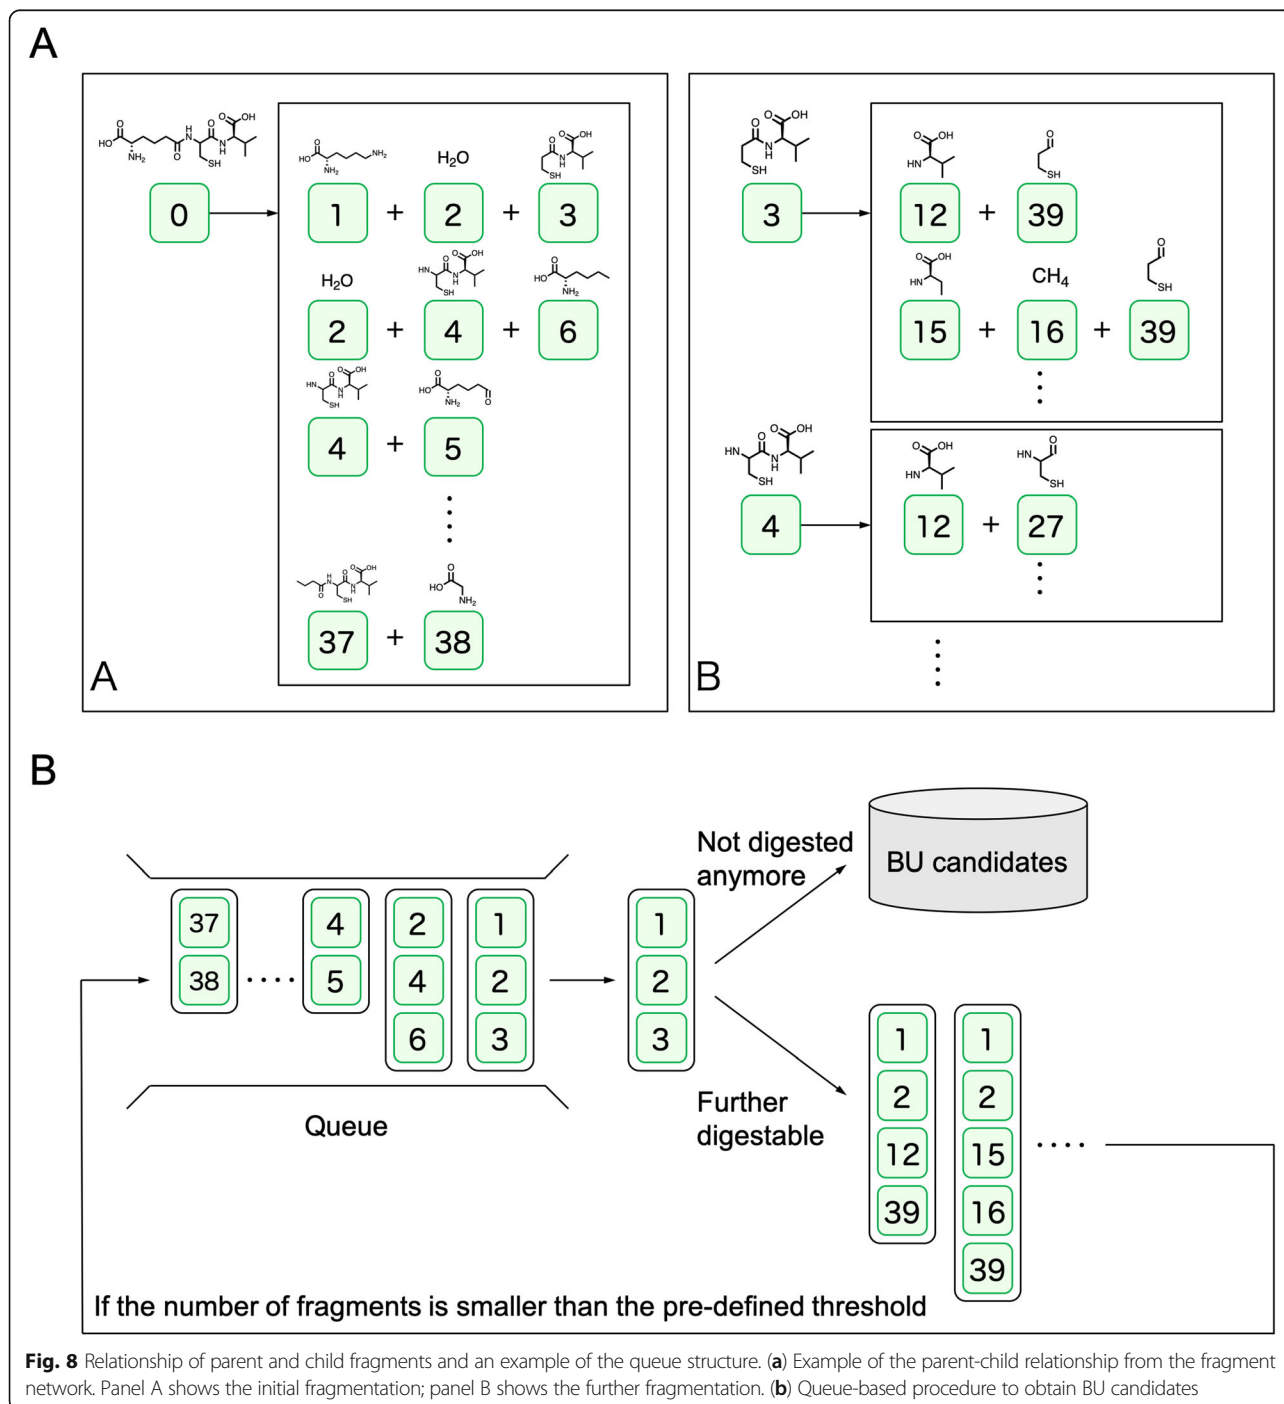 A
0
1 + 2 + 3
H₂O
H₂O
2 + 4 + 6
4 + 5
37 + 38
A
3
12 + 39
CH₄
15 + 16 + 39
4
12 + 27
B
B
Not digested
anymore
BU candidates
37 4 2 1 1
38 5 4 2 2
6 3 3
Queue
Further
digestable
1 1
2 2
12 15
39 16
39
If the number of fragments is smaller than the pre-defined threshold
Fig. 8 Relationship of parent and child fragments and an example of the queue structure. (a) Example of the parent-child relationship from the fragment
network. Panel A shows the initial fragmentation; panel B shows the further fragmentation. (b) Queue-based procedure to obtain BU candidates